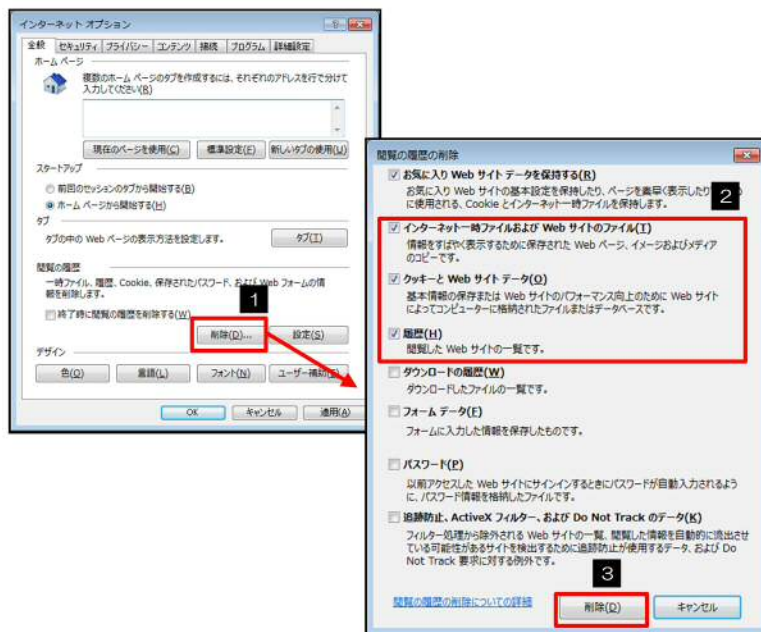 インターネット オプション
全般 セキュリティ プライバシー コンテンツ 接続 プログラム 詳細設定
ホーム ページ
複数のホーム ページのタブを作成するには、それぞれのアドレスを行で分けて
入力してください(R)
現在のページを使用(C) 標準設定(F) 新しいタブの使用(U)
スタートアップ
前回のセッションのタブから開始する(B)
ホーム ページから開始する(H)
タブ
タブの中の Web ページの表示方法を設定します。 タブ(T)
閲覧の履歴
一時ファイル、履歴、Cookie、保存されたパスワード、および Web フォームの情
報を削除します。
1
終了時に閲覧の履歴を削除する(W)
削除(D)... 設定(S)
デザイン
色(O) 言語(L) フォント(N) ユーザー補助
OK キャンセル 適用(A)
閲覧の履歴の削除
お気に入り Web サイト データを保持する(R)
お気に入り Web サイトの基本設定を保持したり、ページを素早く表示したり
に使用される、Cookie とインターネット一時ファイルを保持します。
2
インターネット一時ファイルおよび Web サイトのファイル(T)
情報をすばやく表示するために保存された Web ページ、イメージおよびメディア
のコピーです。
クッキーと Web サイト データ(O)
基本情報の保存または Web サイトのパフォーマンス向上のために Web サイト
によってコンピューターに格納されたファイルまたはデータベースです。
履歴(H)
閲覧した Web サイトの一覧です。
ダウンロードの履歴(W)
ダウンロードしたファイルの一覧です。
フォーム データ(F)
フォームに入力した情報を保存したものです。
パスワード(P)
以前アクセスした Web サイトにサインインするときにパスワードが自動入力されるよう
に、パスワード情報を格納したファイルです。
追跡防止、ActiveX フィルター、および Do Not Track のデータ(K)
フィルター処理から除外される Web サイトの一覧、閲覧した情報を自動的に流出させ
ている可能性があるサイトを検出するために追跡防止が使用するデータ、および Do
Not Track 要求に対する例外です。
3
閲覧の履歴の削除についての詳細 削除(D) キャンセル